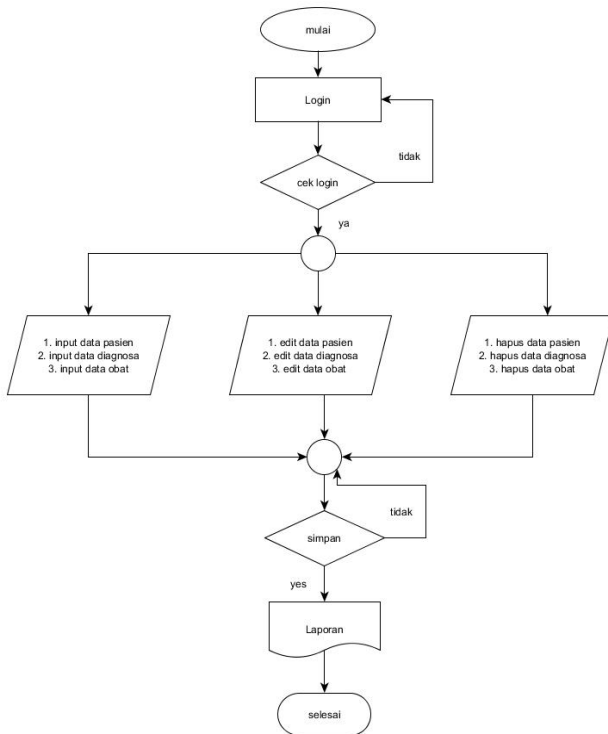 mulai
Login
tidak
cek login
ya
1. input data pasien
2. input data diagnosa
3. input data obat
1. edit data pasien
2. edit data diagnosa
3. edit data obat
1. hapus data pasien
2. hapus data diagnosa
3. hapus data obat
tidak
simpan
yes
Laporan
selesai